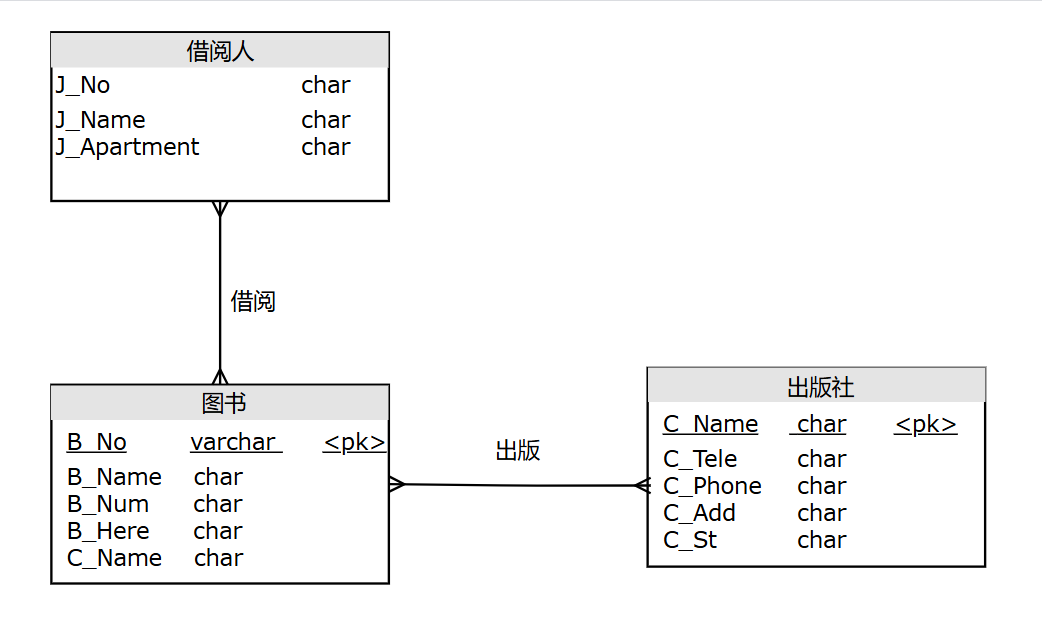 借阅人
J_No char
J_Name char
J_Apartment char
借阅
图书
B_No varchar <pk>
B_Name char
B_Num char
B_Here char
C_Name char
出版
出版社
C_Name char <pk>
C_Tele char
C_Phone char
C_Add char
C_St char